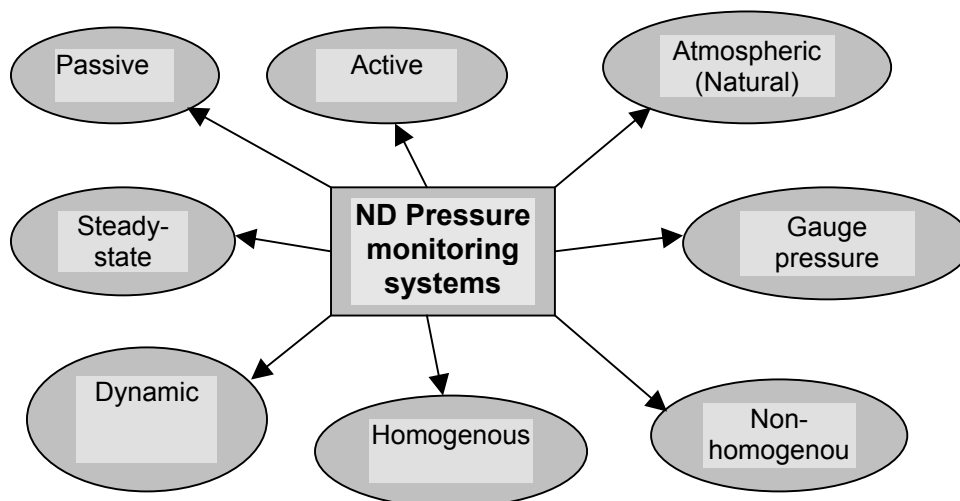 Passive
Active
Atmospheric
(Natural)
ND Pressure
monitoring
systems
Steady-
state
Gauge
pressure
Dynamic
Homogenous
Non-
homogenou